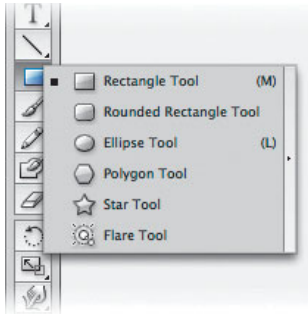 T
Rectangle Tool (M)
Rounded Rectangle Tool
Ellipse Tool (L)
Polygon Tool
Star Tool
Flare Tool